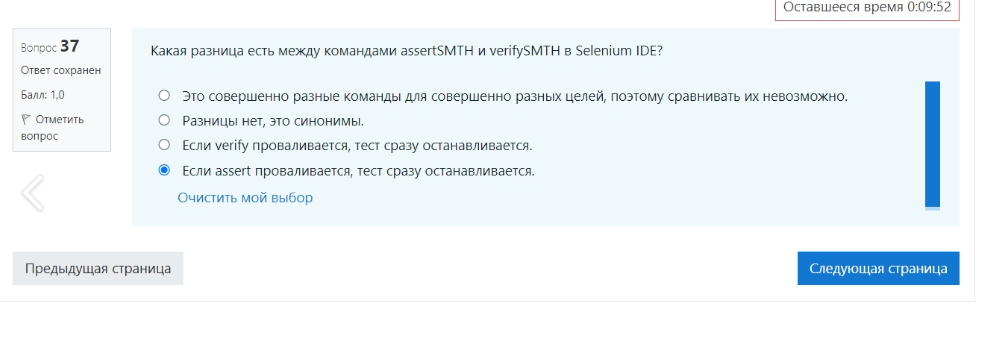 Оставшееся время 0:09:52
Вопрос 37
Ответ сохранен
Балл: 1,0
Отметить
вопрос
Какая разница есть между командами assertSMTH и verifySMTH в Selenium IDE?
Это совершенно разные команды для совершенно разных целей, поэтому сравнивать их невозможно.
Разницы нет, это синонимы.
Если verify проваливается, тест сразу останавливается.
Если assert проваливается, тест сразу останавливается.
Очистить мой выбор
Предыдущая страница
Следующая страница